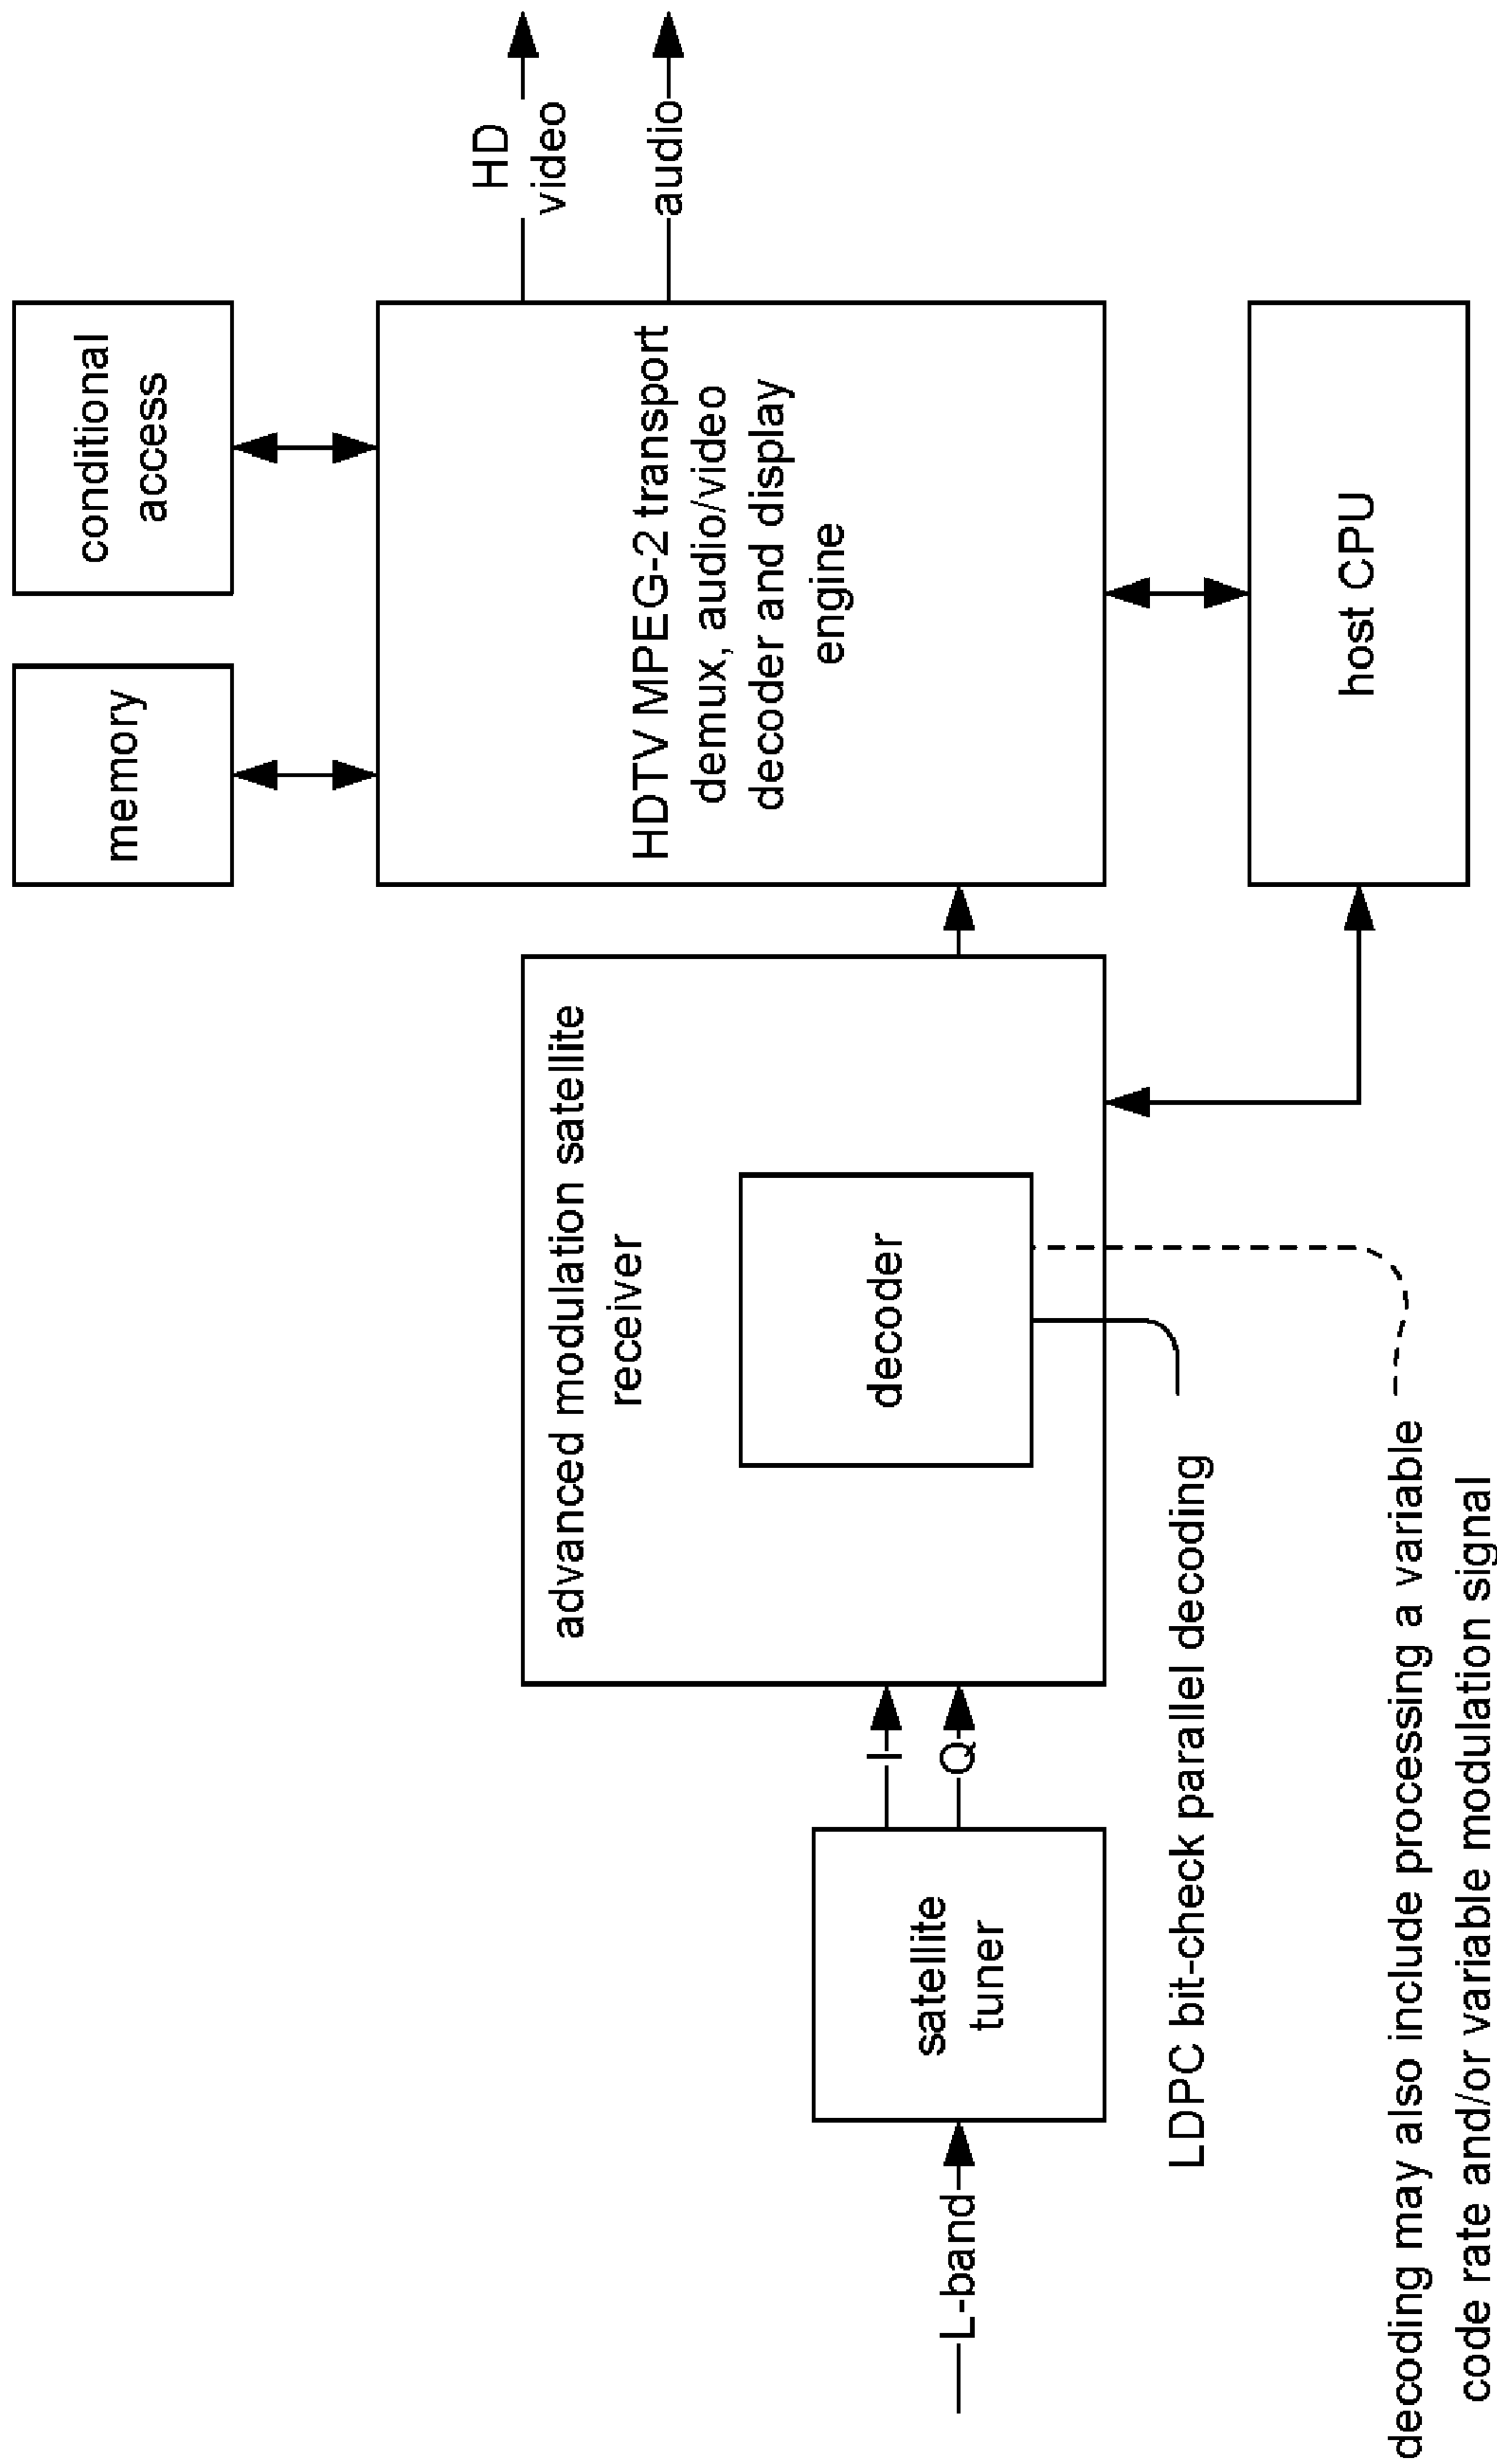 memory
conditional
access
HD
video
audio
HDTV MPEG-2 transport
demux, audio/video
decoder and display
engine
advanced modulation satellite
receiver
decoder
satellite
tuner
L-band
I
Q
host CPU
LDPC bit-check parallel decoding
decoding may also include processing a variable
code rate and/or variable modulation signal